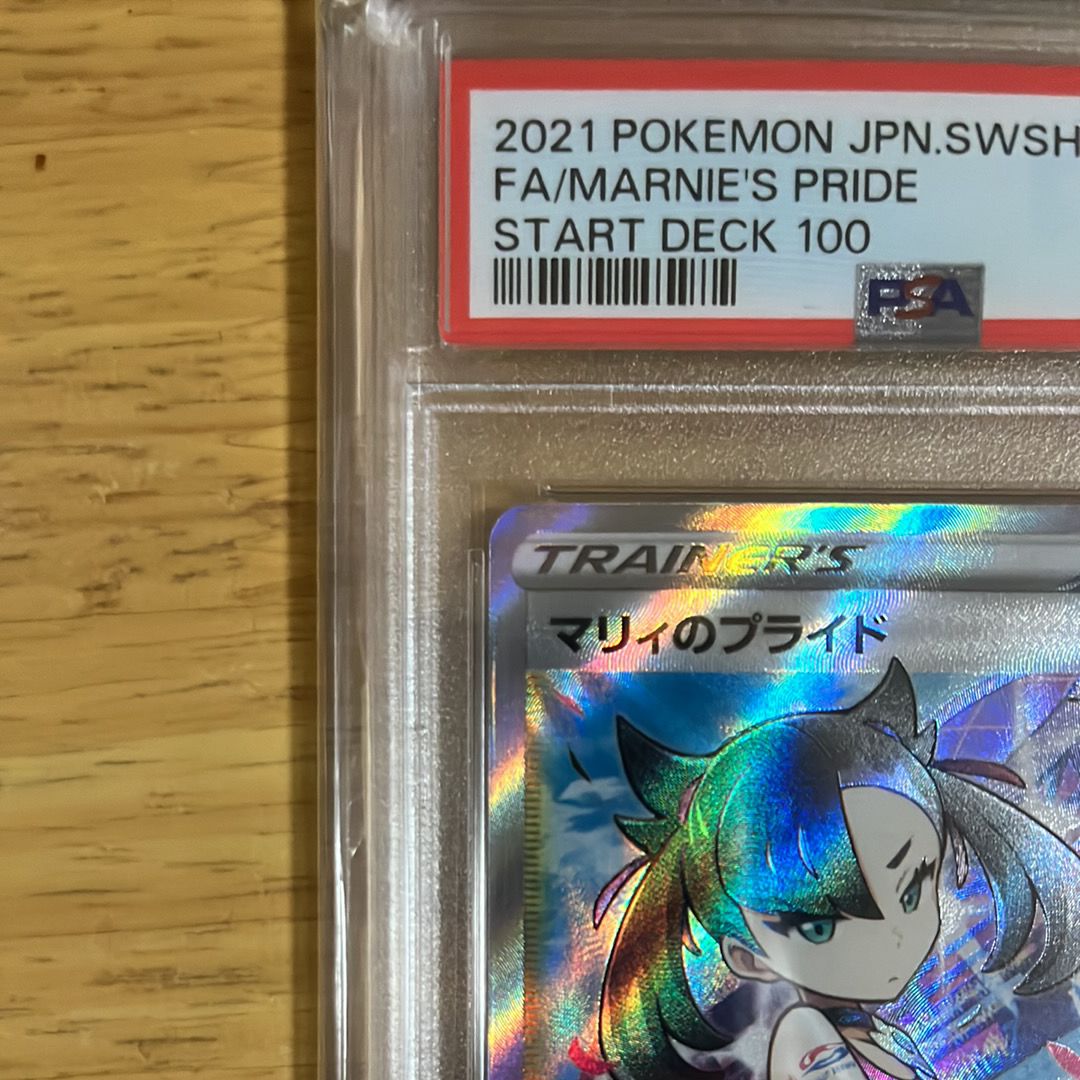 2021 POKEMON JPN.SWSH
FA/MARNIE'S PRIDE
START DECK 100
PSA
TRAINER'S
マリィのプライド